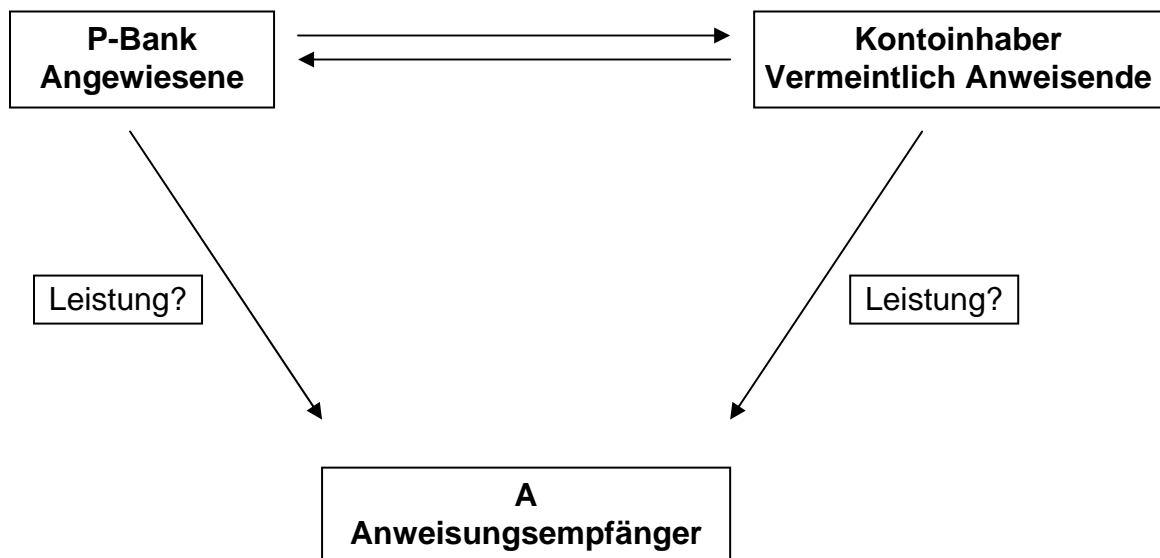 P-Bank
Angewiesene
Kontoinhaber
Vermeintlich Anweisende
Leistung?
Leistung?
A
Anweisungsempfänger